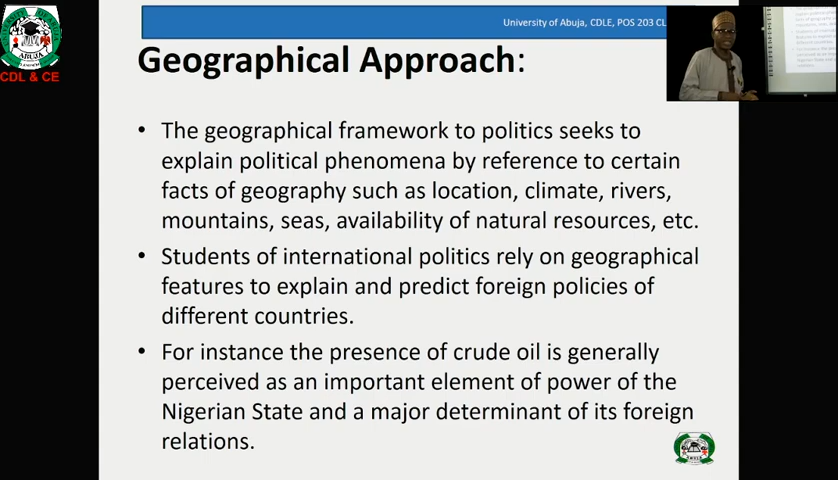 University of Abuja, CDLE, POS 203 CL
ABUJA
CDL & CE
Geographical Approach:
• The geographical framework to politics seeks to
explain political phenomena by reference to certain
facts of geography such as location, climate, rivers,
mountains, seas, availability of natural resources, etc.
• Students of international politics rely on geographical
features to explain and predict foreign policies of
different countries.
• For instance the presence of crude oil is generally
perceived as an important element of power of the
Nigerian State and a major determinant of its foreign
relations.